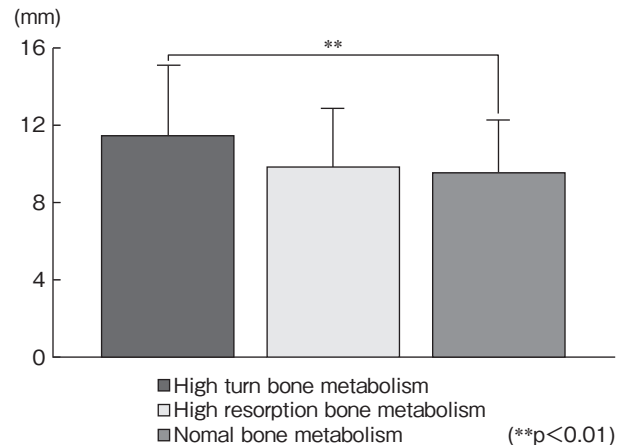 (mm)
16
**
12
8
4
0
High turn bone metabolism
High resorption bone metabolism
Nomal bone metabolism (**p<0.01)